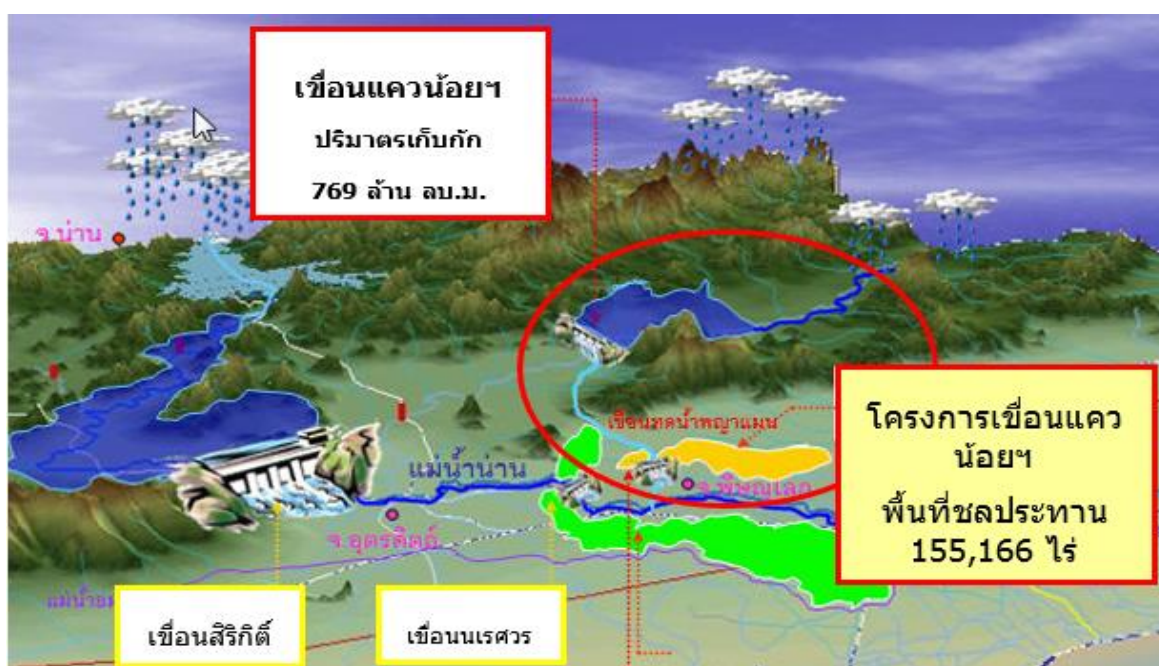 เขื่อนแควน้อยฯ
ปริมาตรเก็บกัก
769 ล้าน ลบ.ม.
จ.น่าน
เขื่อนทดน้ำพญาแมน
โครงการเขื่อนแคว
น้อยฯ
พื้นที่ชลประทาน
155,166 ไร่
แม่น้ำน่าน
จ.พิษณุโลก
จ.อุตรดิตถ์
เขื่อนสิริกิติ์
เขื่อนนเรศวร